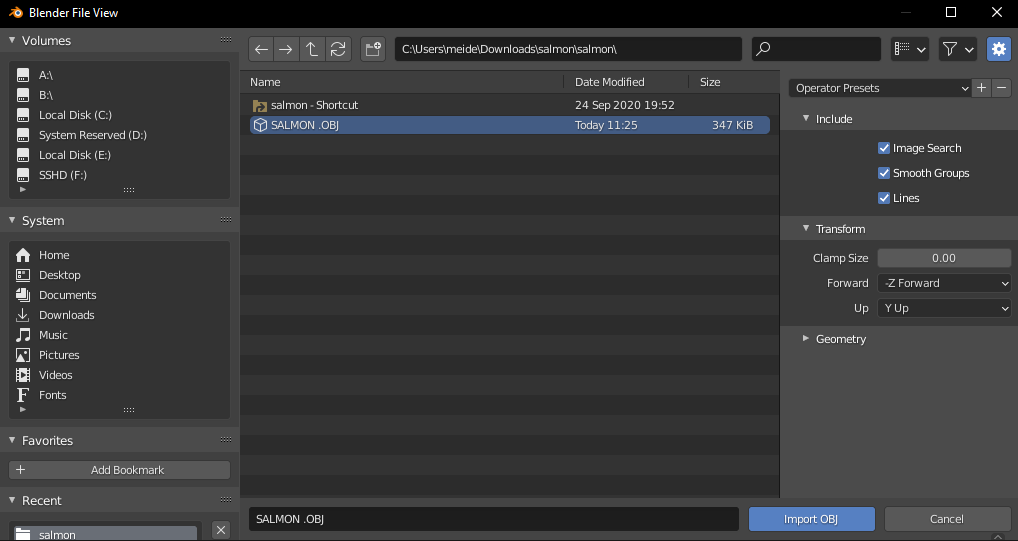 Blender File View
Volumes
A:\
B:\
Local Disk (C:)
System Reserved (D:)
Local Disk (E:)
SSHD (F:)
System
Home
Desktop
Documents
Downloads
Music
Pictures
Videos
Fonts
Favorites
Add Bookmark
Recent
salmon
C:\Users\meide\Downloads\salmon\salmon\
Name Date Modified Size
salmon - Shortcut 24 Sep 2020 19:52
SALMON .OBJ Today 11:25 347 KiB
SALMON .OBJ
Import OBJ
Cancel
Operator Presets
Include
Image Search
Smooth Groups
Lines
Transform
Clamp Size 0.00
Forward -Z Forward
Up Y Up
Geometry